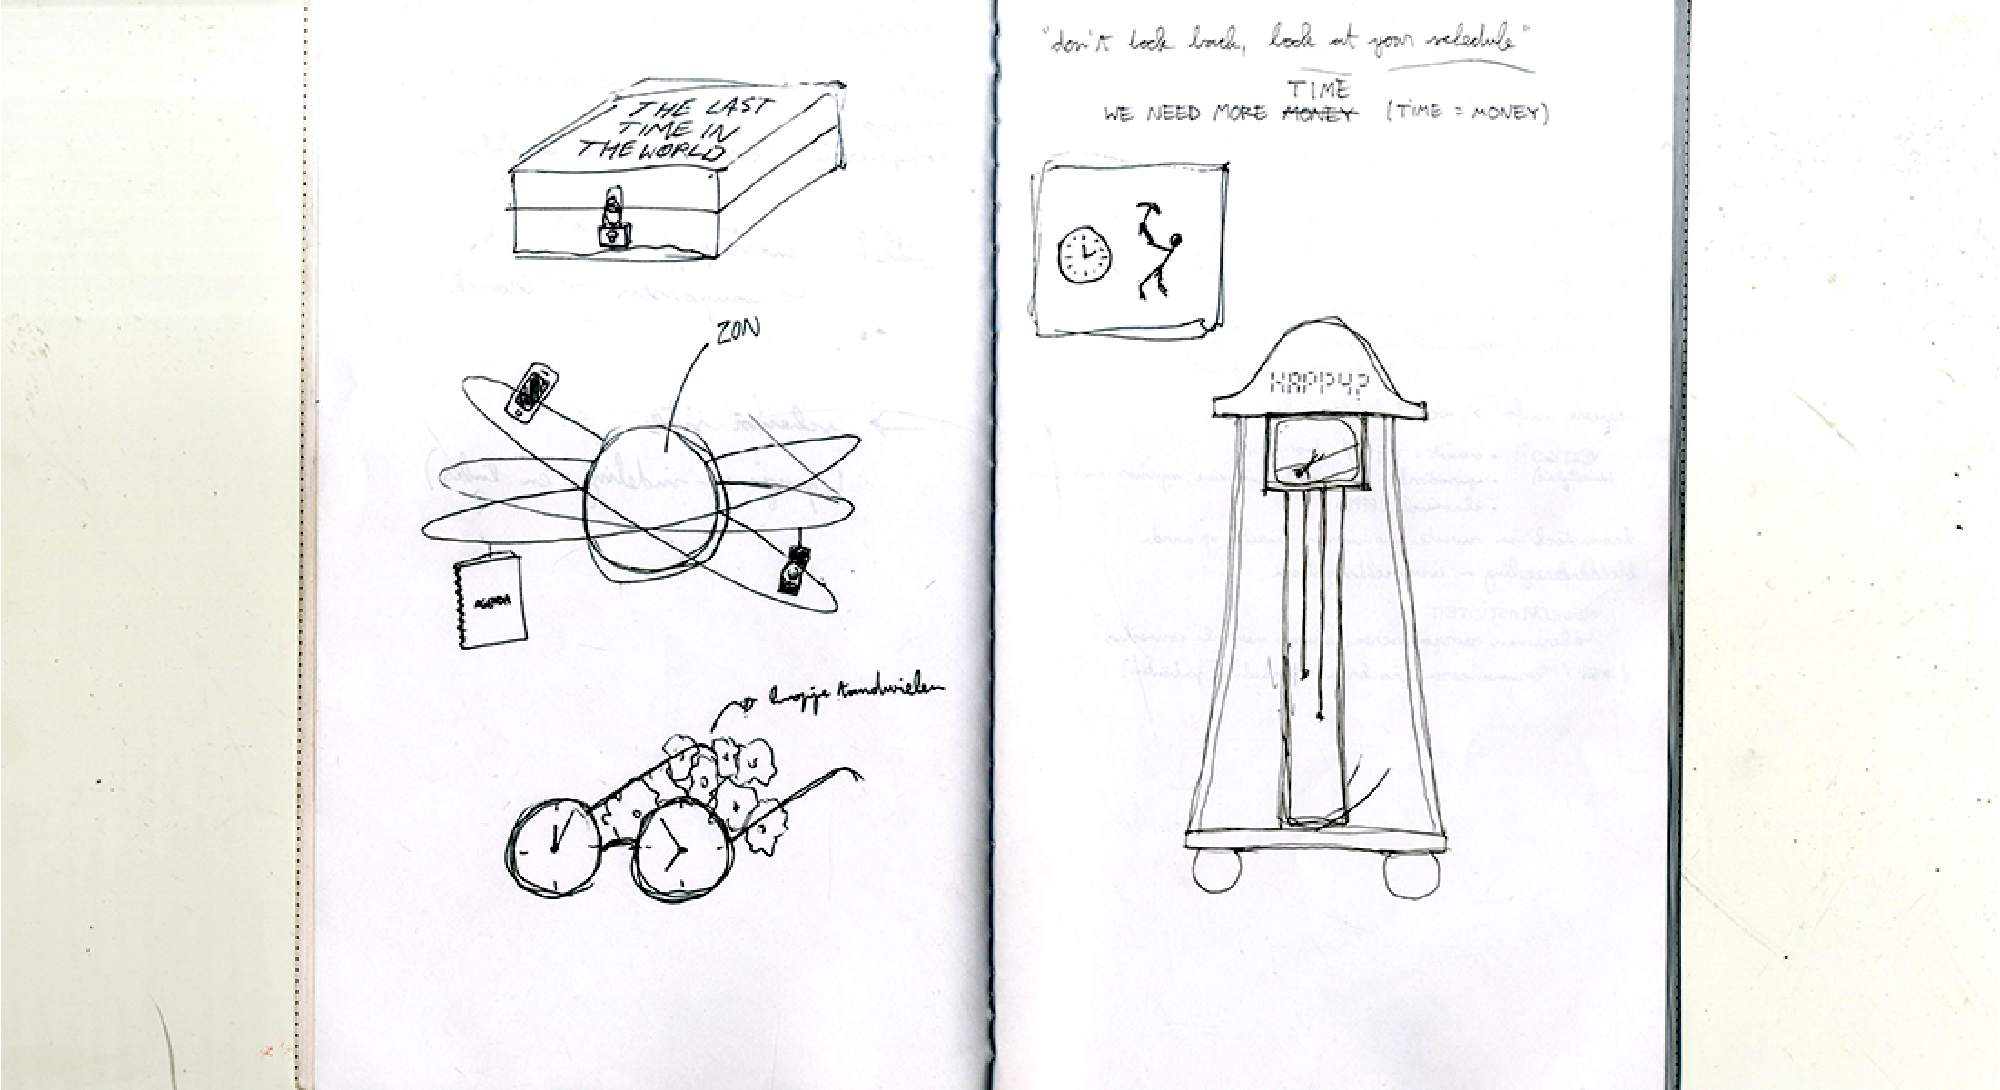 THE LAST
TIME IN
THE WORLD
ZON
AGENDA
hoopje tandwielen
"don't look back, look at your schedule"
TIME
WE NEED MORE MONEY (TIME = MONEY)
HAPPY?